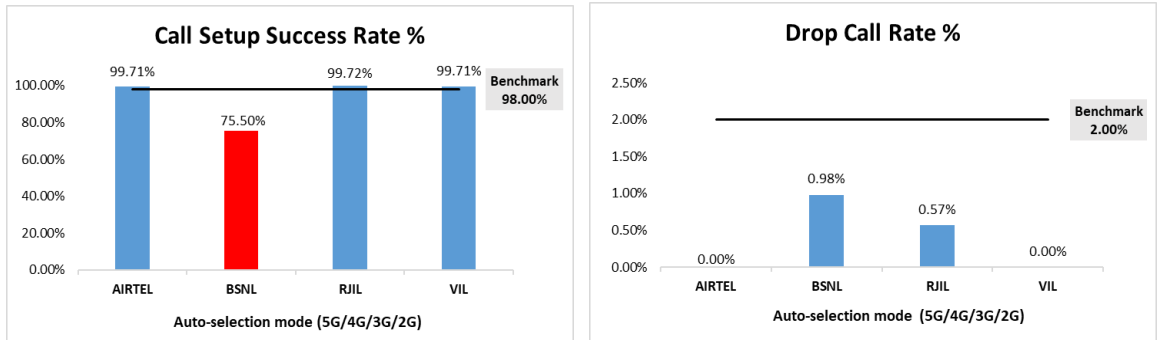 Call Setup Success Rate %
99.71%
99.72%
99.71%
100.00%
Benchmark
98.00%
80.00%
75.50%
60.00%
40.00%
20.00%
0.00%
AIRTEL BSNL RJIL VIL
Auto-selection mode (5G/4G/3G/2G)
Drop Call Rate %
2.50%
2.00%
Benchmark
2.00%
1.50%
1.00%
0.98%
0.57%
0.50%
0.00%
0.00%
0.00%
AIRTEL BSNL RJIL VIL
Auto-selection mode (5G/4G/3G/2G)